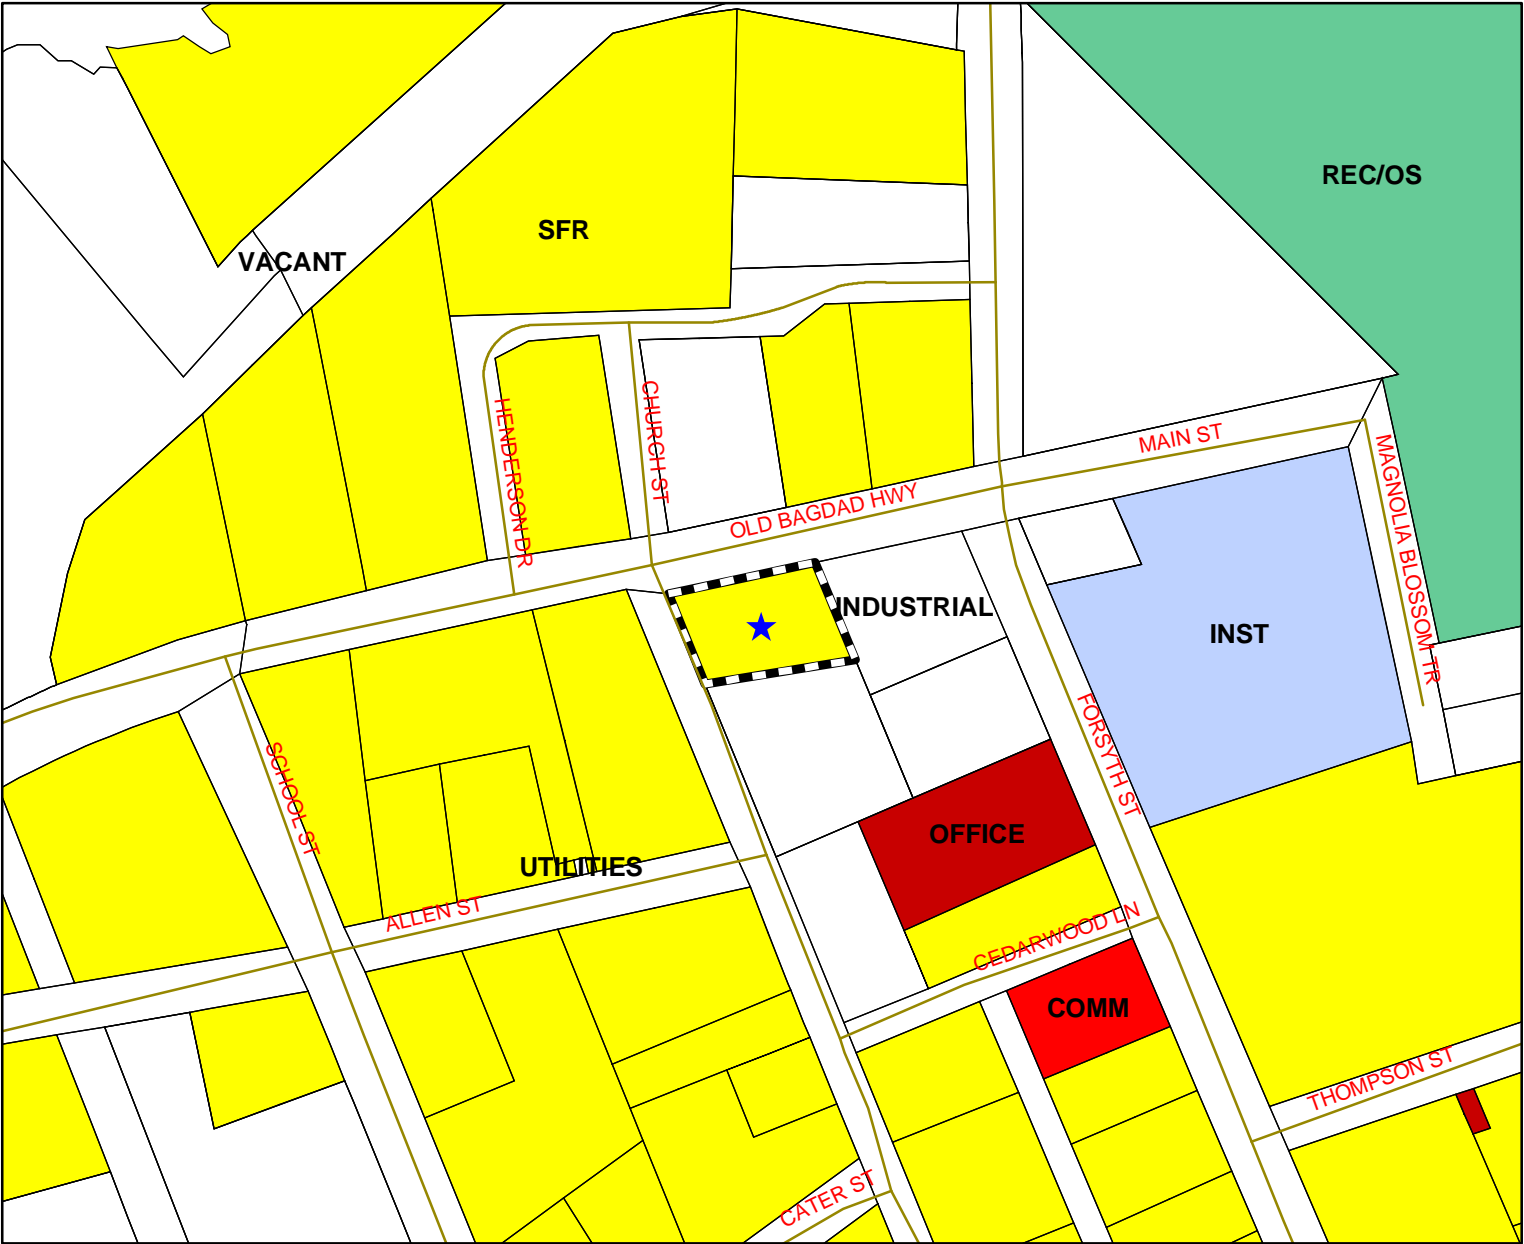 REC/OS
SFR
VACANT
HENDERSON DR
CHURCH ST
MAIN ST
OLD BAGDAD HWY
MAGNOLIA BLOSSOM TR
INDUSTRIAL
INST
FORSYTH ST
SCHOOL ST
OFFICE
UTILITIES
ALLEN ST
CEDARWOOD LN
COMM
THOMPSON ST
CATER ST